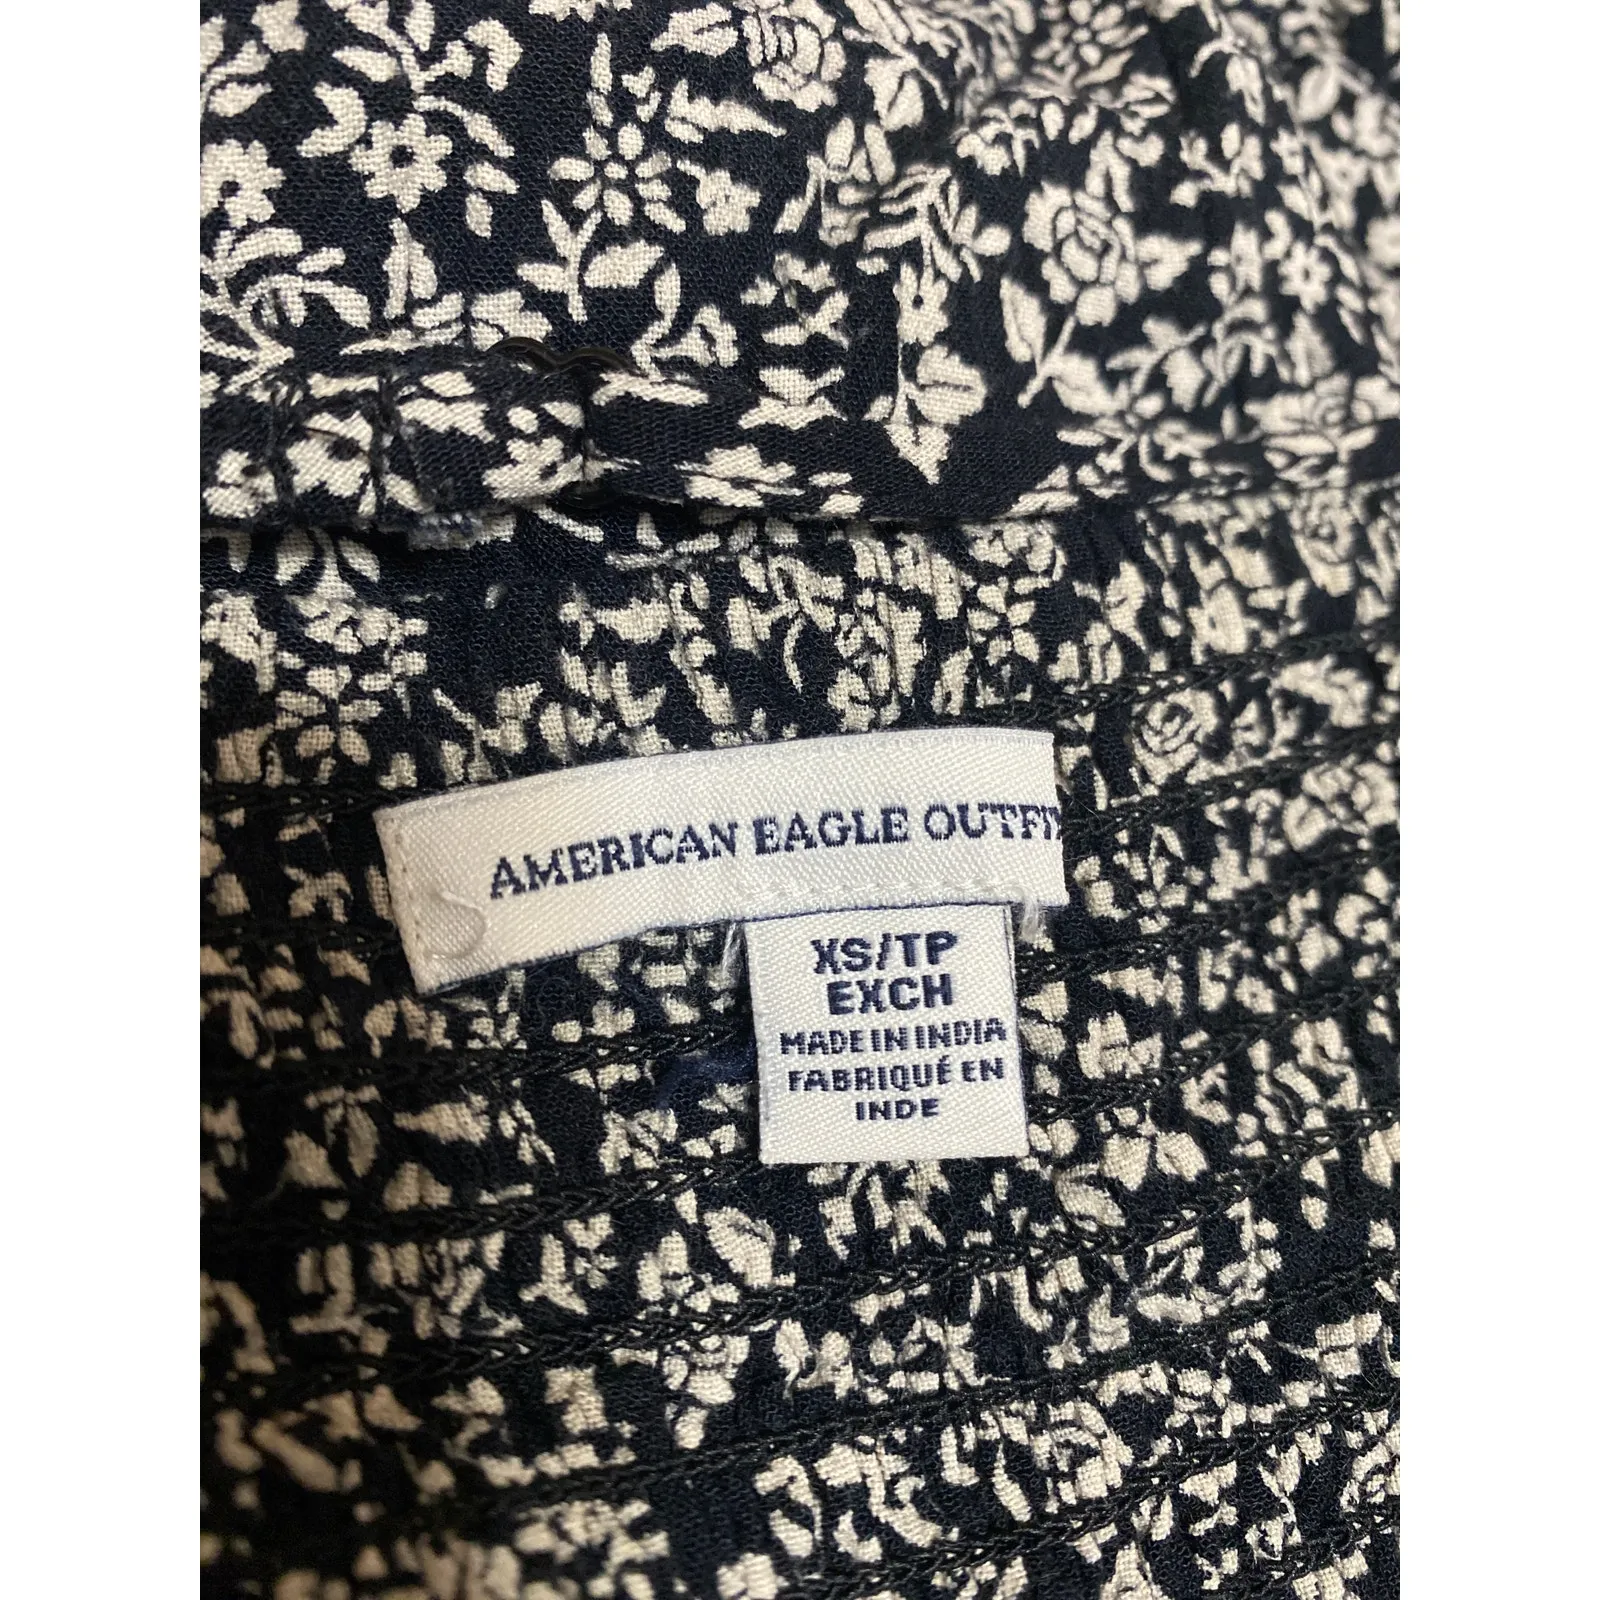 AMERICAN EAGLE OUTFI
XS/TP
EXCH
MADE IN INDIA
FABRIQUÉ EN
INDE